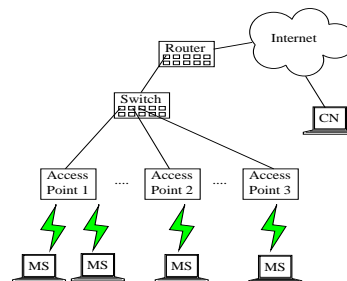 Internet
Router
Switch
CN
Access
Point 1
....
Access
Point 2
....
Access
Point 3
MS
MS
MS
MS